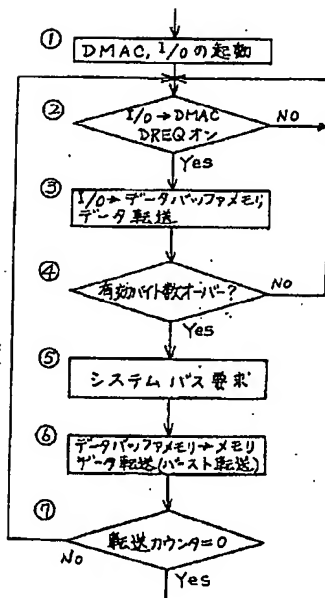 ①
DMAC, I/oの起動
②
I/o→DMAC
DREQオン
NO
Yes
③
I/o→データバッファメモリ
データ転送
④
有効バイト数オーバー?
NO
Yes
⑤
システムバス要求
⑥
データバッファメモリ→メモリ
データ転送(バースト転送)
⑦
転送カウンタ=0
No
Yes